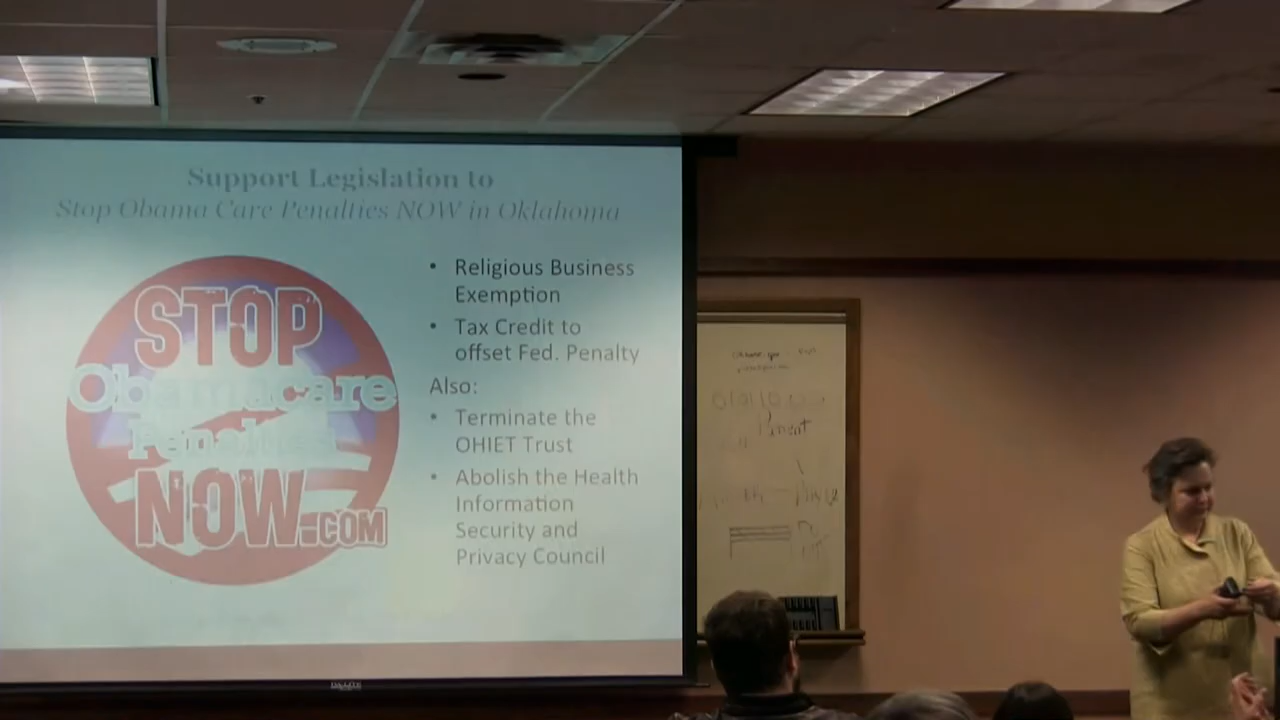 Support Legislation to
Stop Obama Care Penalties NOW in Oklahoma
STOP
Obamacare
Penalties
NOW.COM
• Religious Business
Exemption
• Tax Credit to
offset Fed. Penalty
Also:
• Terminate the
OHIET Trust
• Abolish the Health
Information
Security and
Privacy Council